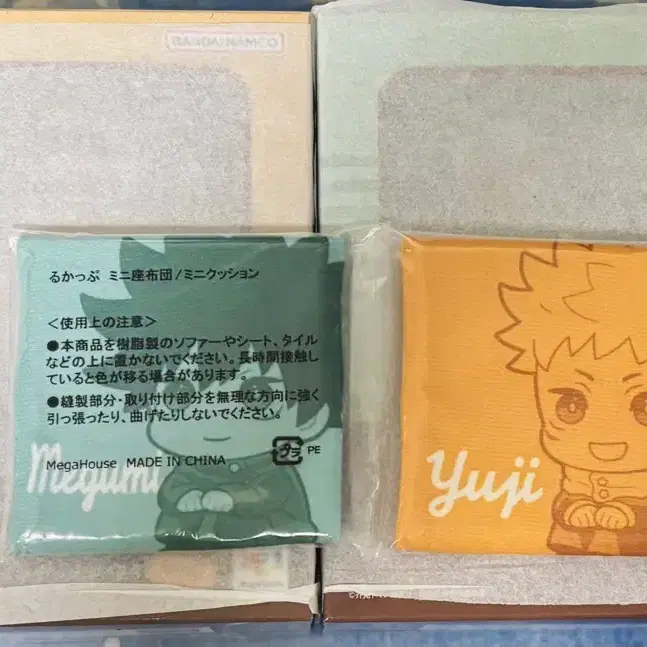 るかっぷ ミニ座布団/ミニクッション
＜使用上の注意＞
●本商品を樹脂製のソファーやシート、タイル
などの上に置かないでください。長時間接触し
ていると色が移る場合があります。
●縫製部分・取り付け部分を無理な方向に強く
引っ張ったり、曲げたりしないでください。
MegaHouse MADE IN CHINA
プラ PE
Megumi
Yuji